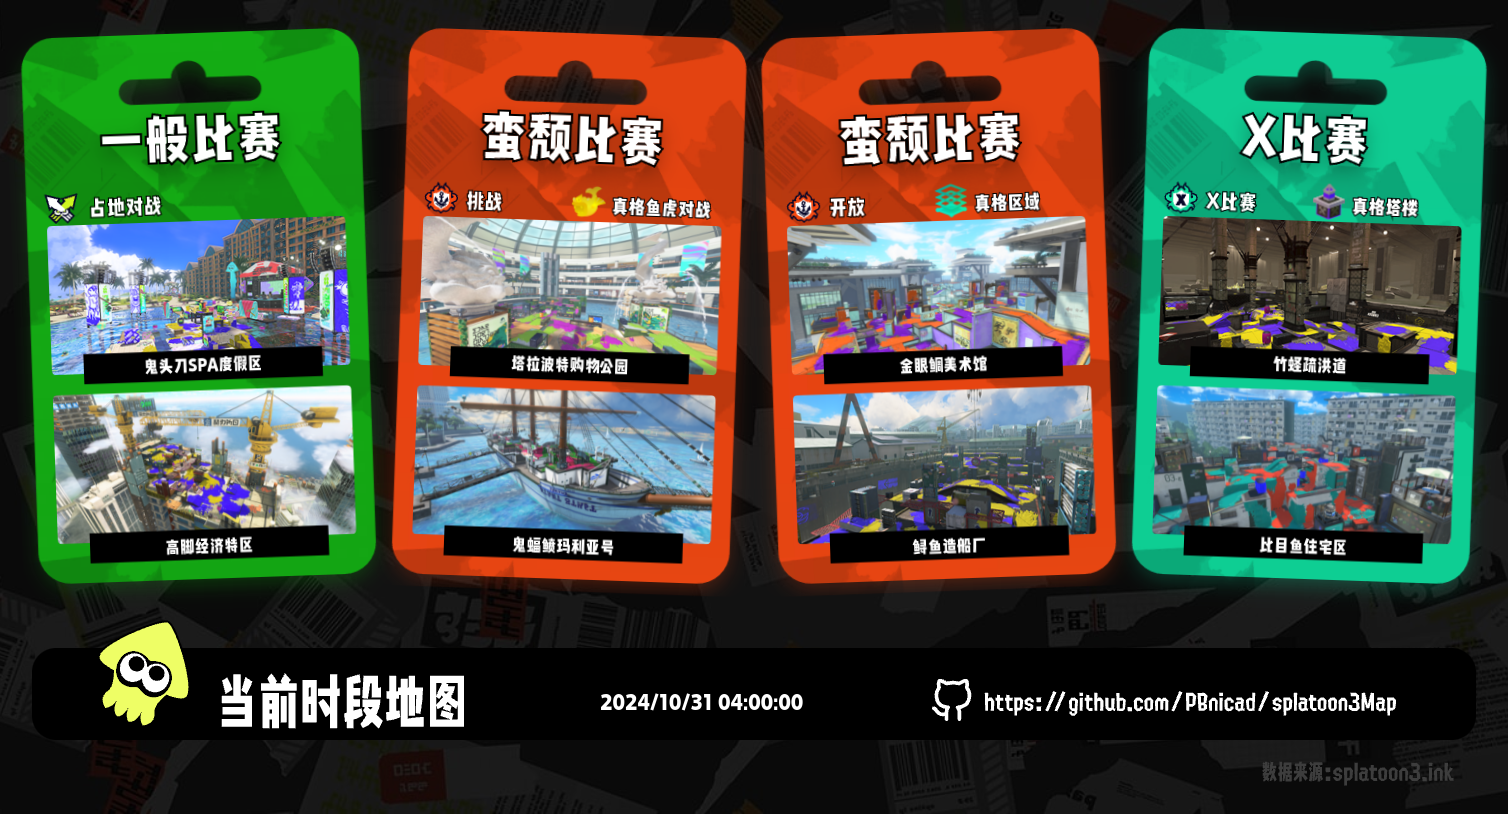 一般比赛
占地对战
鬼头刀SPA度假区
高脚经济特区
蛮颓比赛
挑战
真格鱼虎对战
塔拉波特购物公园
鬼蝠鲼玛利亚号
蛮颓比赛
开放
真格区域
金眼鲷美术馆
鲟鱼造船厂
X比赛
X比赛
真格塔楼
竹蛏疏洪道
比目鱼住宅区
当前时段地图
2024/10/31 04:00:00
https://github.com/PBnicad/splatoon3Map
数据来源:splatoon3.ink